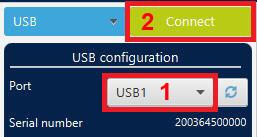 USB 2 Connect
USB configuration
Port USB1 1
Serial number 200364500000